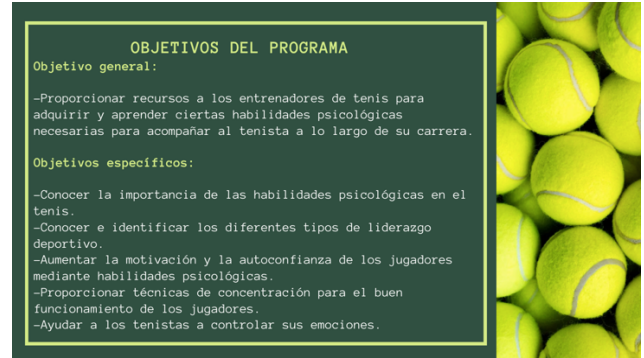 OBJETIVOS DEL PROGRAMA
Objetivo general:
-Proporcionar recursos a los entrenadores de tenis para
adquirir y aprender ciertas habilidades psicológicas
necesarias para acompañar al tenista a lo largo de su carrera.
Objetivos específicos:
-Conocer la importancia de las habilidades psicológicas en el
tenis.
-Conocer e identificar los diferentes tipos de liderazgo
deportivo.
-Aumentar la motivación y la autoconfianza de los jugadores
mediante habilidades psicológicas.
-Proporcionar técnicas de concentración para el buen
funcionamiento de los jugadores.
-Ayudar a los tenistas a controlar sus emociones.